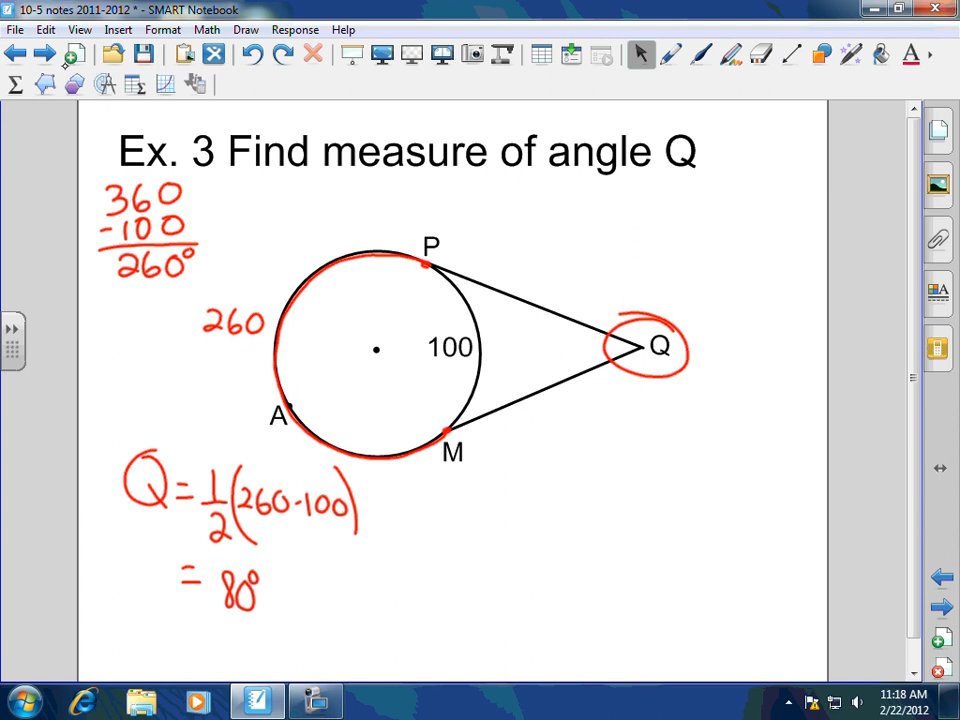 10-5 notes 2011-2012 * - SMART Notebook
File Edit View Insert Format Math Draw Response Help
Ex. 3 Find measure of angle Q
360
-100
260°
P
260
100
Q
A
M
Q = 1/2 (260-100)
= 80°
11:18 AM
2/22/2012